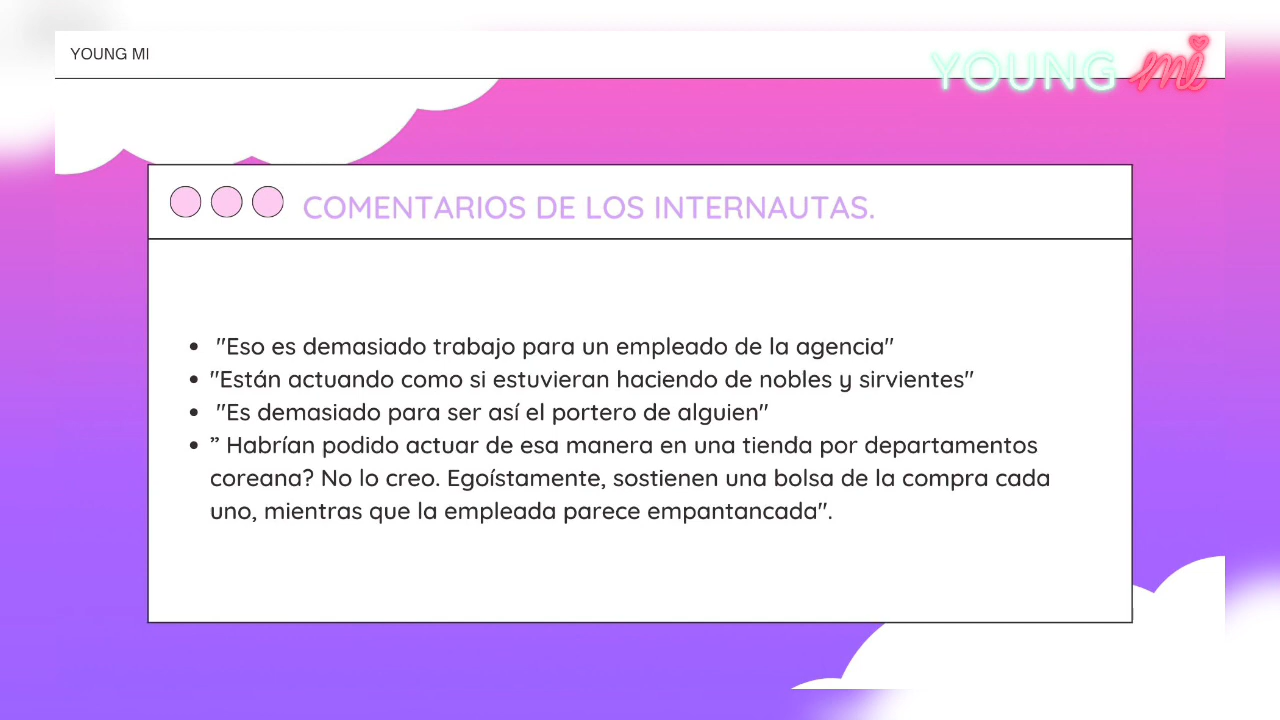 YOUNG MI
YOUNG mi
COMENTARIOS DE LOS INTERNAUTAS.
• "Eso es demasiado trabajo para un empleado de la agencia"
• "Están actuando como si estuvieran haciendo de nobles y sirvientes"
• "Es demasiado para ser así el portero de alguien"
• ” Habrían podido actuar de esa manera en una tienda por departamentos
coreana? No lo creo. Egoístamente, sostienen una bolsa de la compra cada
uno, mientras que la empleada parece empantancada".